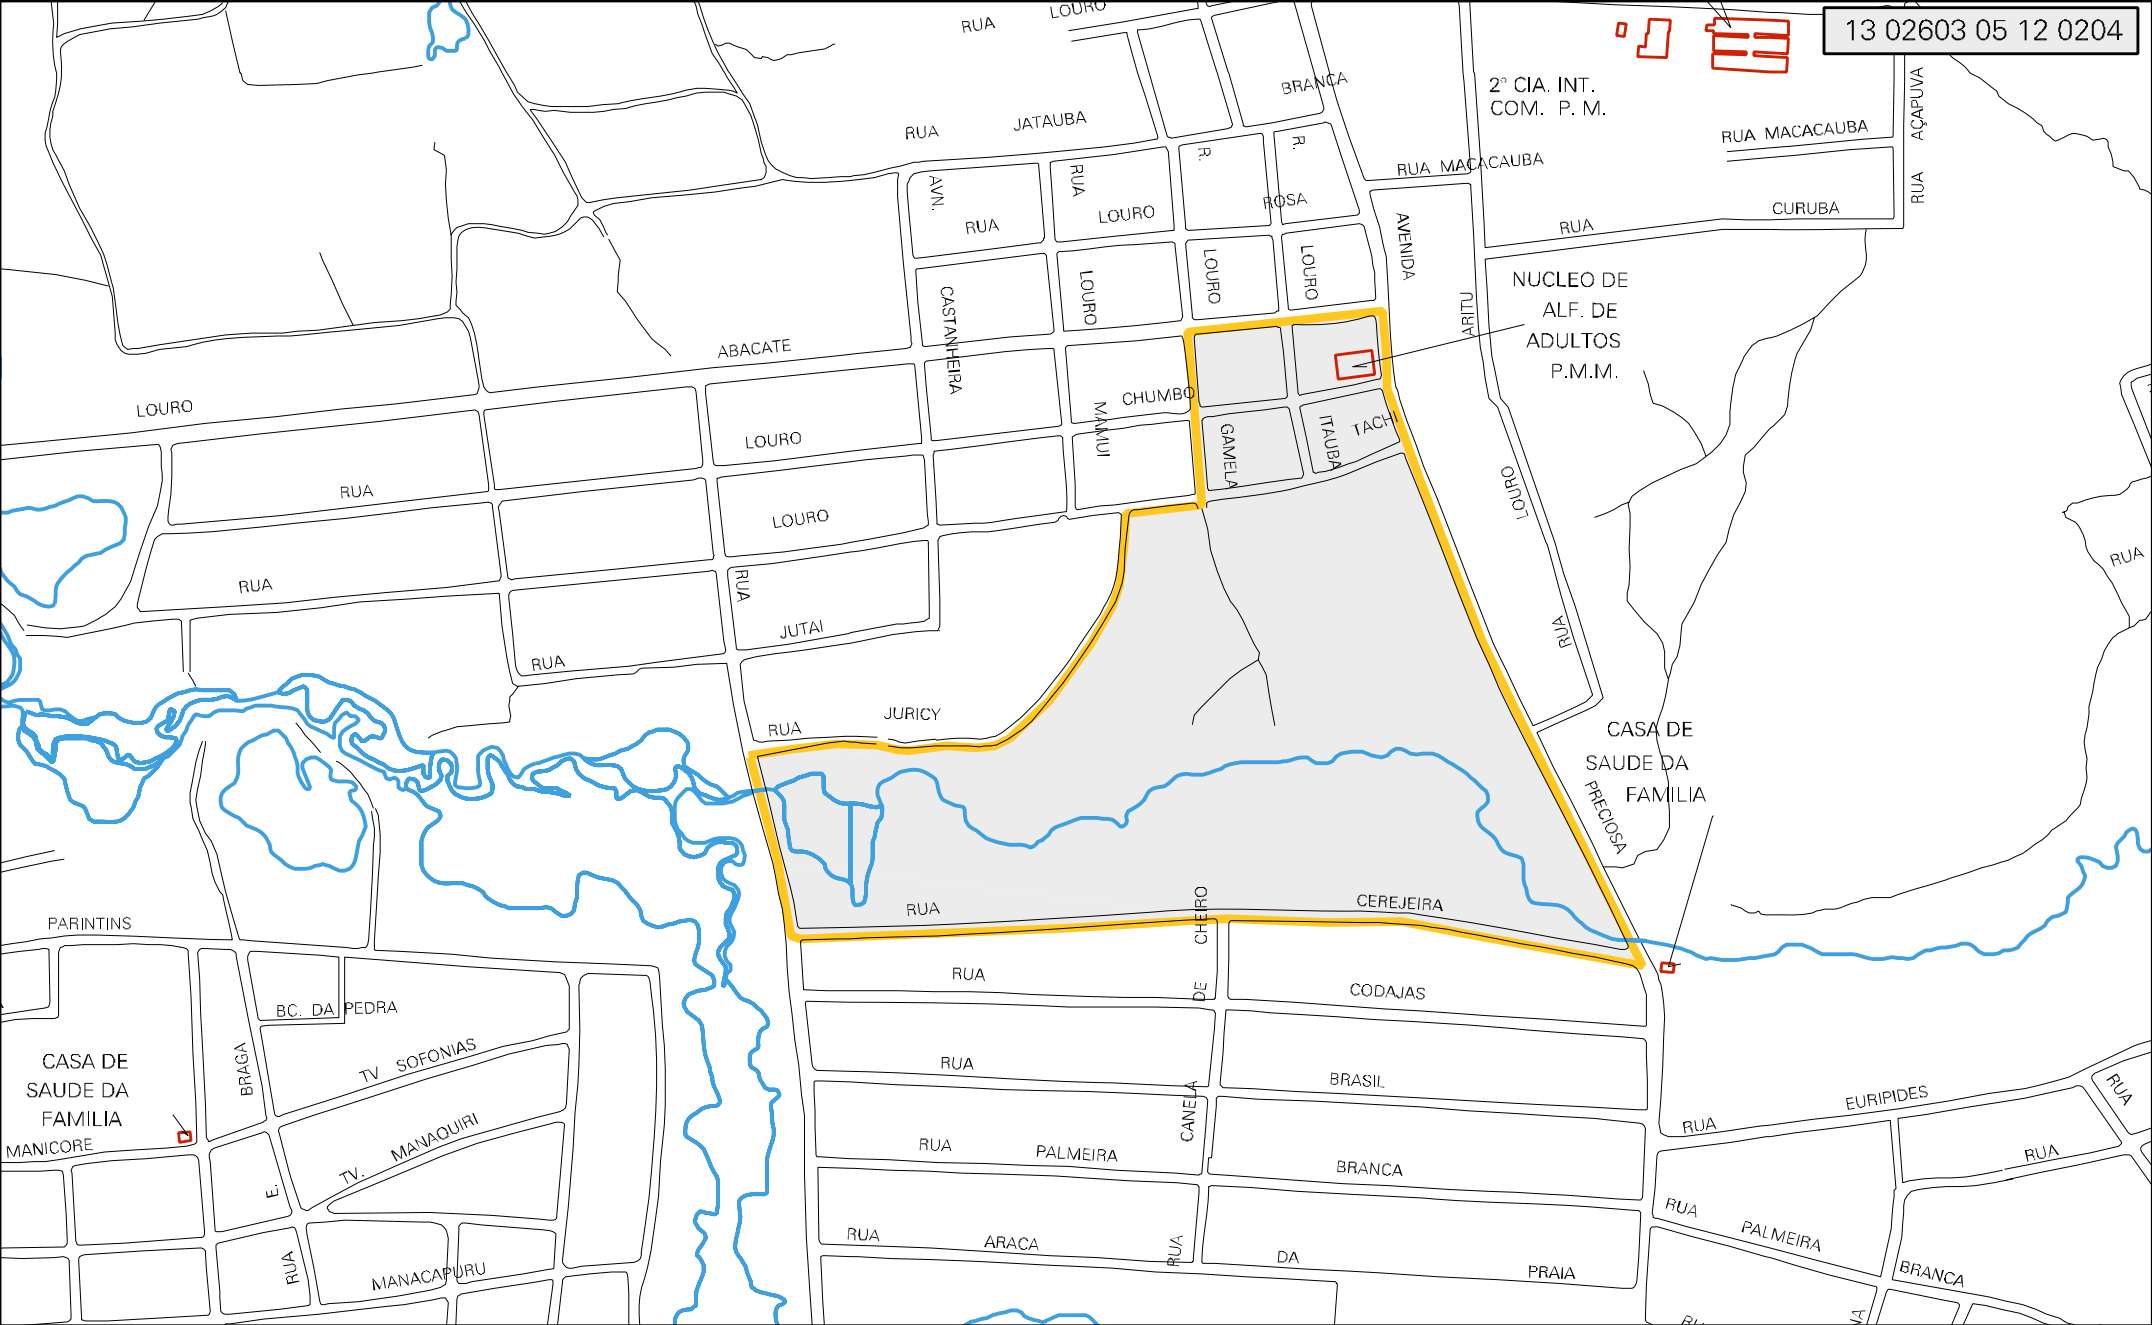 13 02603 05 12 0204
RUA
LOURO
BRANCA
2° CIA. INT.
COM. P. M.
RUA
JATAUBA
RUA MACACAUBA
RUA AÇAPUVA
RUA MACACAUBA
AVN.
RUA
R.
R.
RUA
LOURO
ROSA
RUA
CURUBA
AVENIDA
NUCLEO DE
ALF. DE
ADULTOS
P.M.M.
CASTANHEIRA
LOURO
LOURO
LOURO
ARITU
ABACATE
LOURO
CHUMBO
MAMUI
GAMELA
ITAUBA
TACHI
LOURO
RUA
LOURO
LOURO
RUA
RUA
RUA
JUTAI
RUA
RUA
RUA
JURICY
CASA DE
SAUDE DA
FAMILIA
PRECIOSA
RUA
CHEIRO
CEREJEIRA
PARINTINS
RUA
DE
CODAJAS
BC. DA PEDRA
CASA DE
SAUDE DA
FAMILIA
BRAGA
TV SOFONIAS
RUA
BRASIL
CANELA
EURIPIDES
RUA
RUA
MANICORE
TV. MANAQUIRI
RUA
PALMEIRA
BRANCA
RUA
E.
RUA
PALMEIRA
BRANCA
RUA
MANACAPURU
RUA
ARACA
RUA
DA
PRAIA